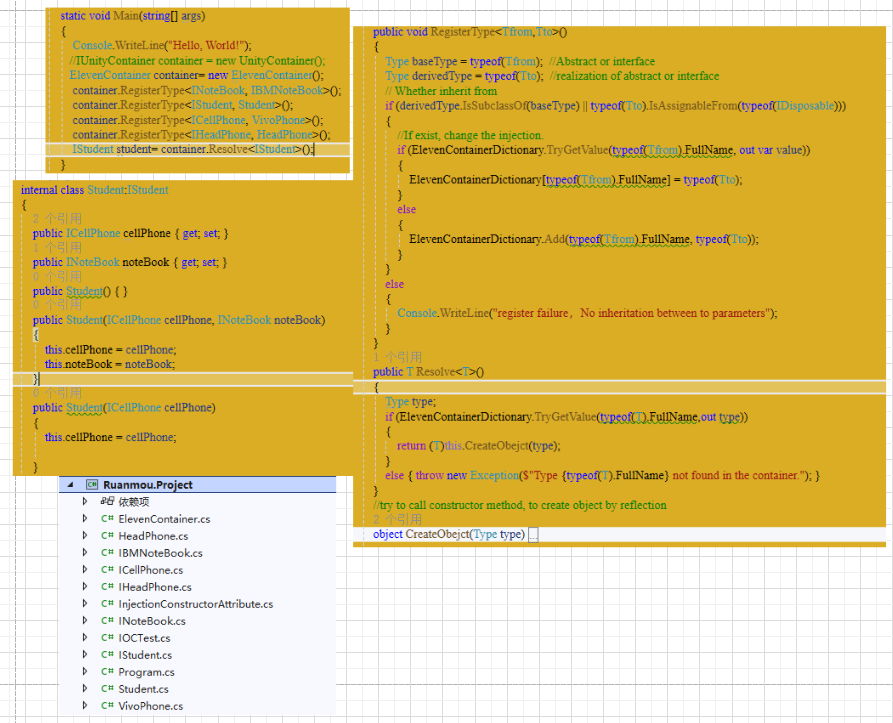 static void Main(string[] args)
{
Console.WriteLine("Hello, World!");
//IUnityContainer container = new UnityContainer();
ElevenContainer container= new ElevenContainer();
container.RegisterType<INoteBook, IBMNoteBook>();
container.RegisterType<IStudent, Student>();
container.RegisterType<ICellPhone, VivoPhone>();
container.RegisterType<IHeadPhone, HeadPhone>();
IStudent student= container.Resolve<IStudent>();
}
internal class Student:IStudent
{
2 个引用
public ICellPhone cellPhone { get; set; }
1 个引用
public INoteBook noteBook { get; set; }
0 个引用
public Student() { }
0 个引用
public Student(ICellPhone cellPhone, INoteBook noteBook)
{
this.cellPhone = cellPhone;
this.noteBook = noteBook;
}
0 个引用
public Student(ICellPhone cellPhone)
{
this.cellPhone = cellPhone;
}
Ruanmou.Project
依赖项
C# ElevenContainer.cs
C# HeadPhone.cs
C# IBMNoteBook.cs
C# ICellPhone.cs
C# IHeadPhone.cs
C# InjectionConstructorAttribute.cs
C# INoteBook.cs
C# IOCTest.cs
C# IStudent.cs
C# Program.cs
C# Student.cs
C# VivoPhone.cs
public void RegisterType<Tfrom,Tto>()
{
Type baseType = typeof(Tfrom); //Abstract or interface
Type derivedType = typeof(Tto); //realization of abstract or interface
// Whether inherit from
if (derivedType.IsSubclassOf(baseType) || typeof(Tto).IsAssignableFrom(typeof(IDisposable)))
{
//If exist, change the injection.
if (ElevenContainerDictionary.TryGetValue(typeof(Tfrom).FullName, out var value))
{
ElevenContainerDictionary[typeof(Tfrom).FullName] = typeof(Tto);
}
else
{
ElevenContainerDictionary.Add(typeof(Tfrom).FullName, typeof(Tto));
}
}
else
{
Console.WriteLine("register failure，No inheritation between to parameters");
}
}
1 个引用
public T Resolve<T>()
{
Type type;
if (ElevenContainerDictionary.TryGetValue(typeof(T).FullName,out type))
{
return (T)this.CreateObejct(type);
}
else { throw new Exception($"Type {typeof(T).FullName} not found in the container."); }
}
//try to call constructor method, to create object by reflection
2 个引用
object CreateObejct(Type type) ...